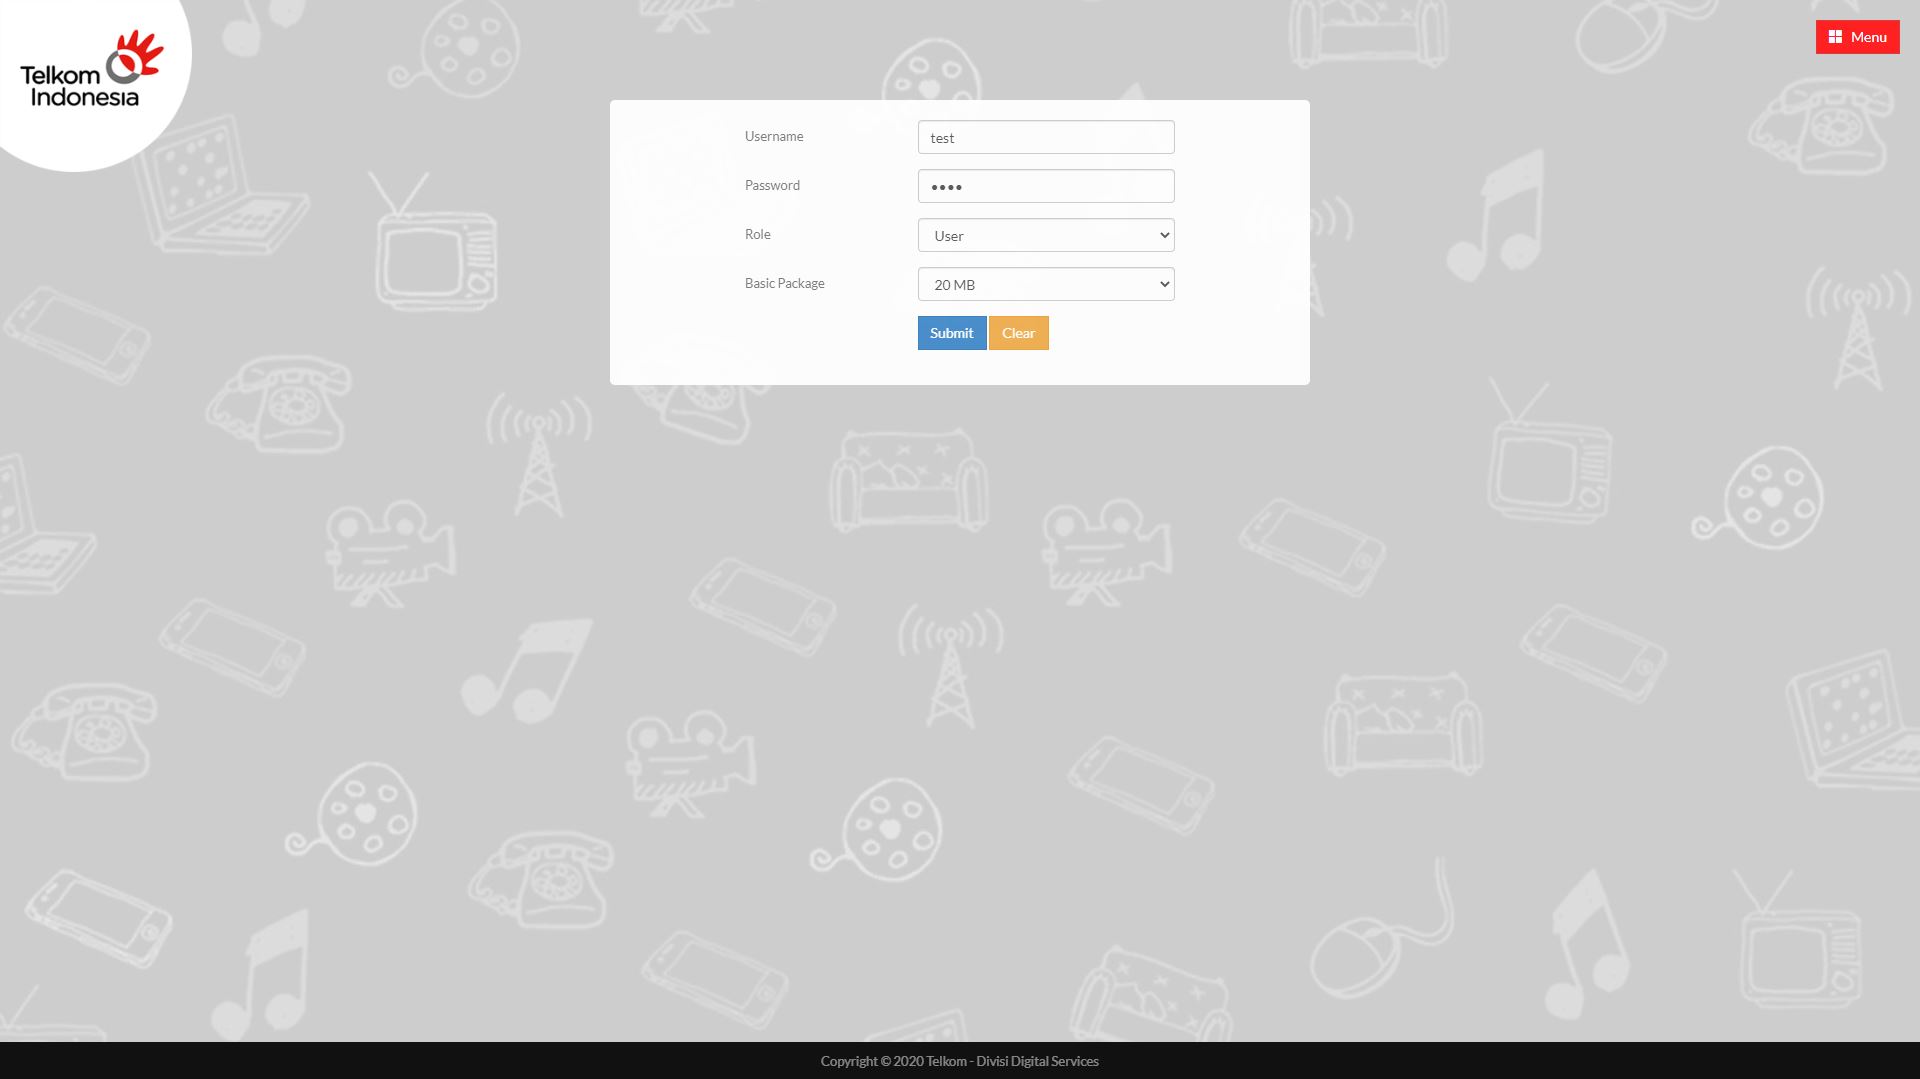 Telkom
Indonesia
Menu
Username
test
Password
••••
Role
User
Basic Package
20 MB
Submit
Clear
Copyright © 2020 Telkom - Divisi Digital Services